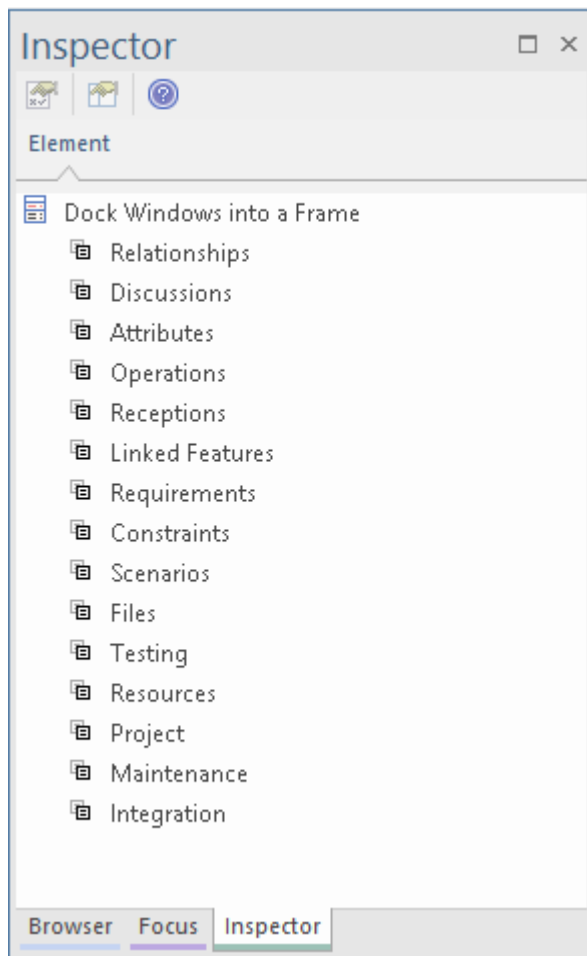 Inspector
Element
Dock Windows into a Frame
Relationships
Discussions
Attributes
Operations
Receptions
Linked Features
Requirements
Constraints
Scenarios
Files
Testing
Resources
Project
Maintenance
Integration
Browser Focus Inspector